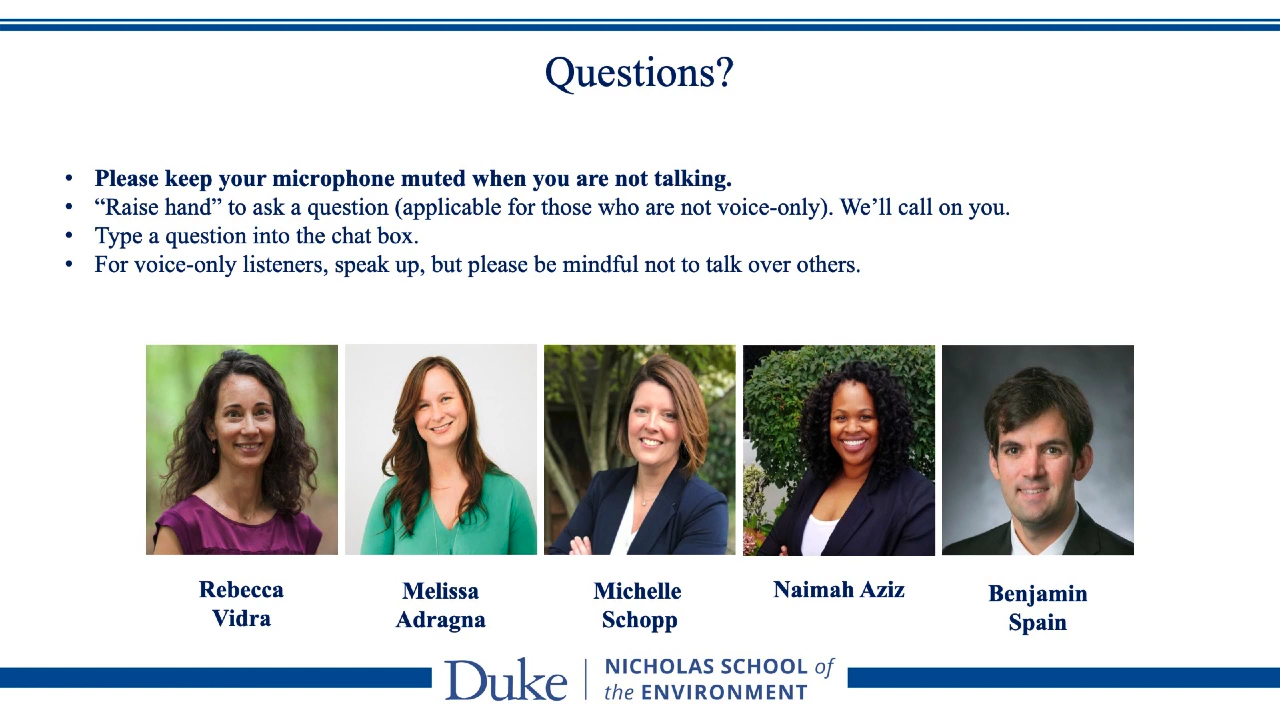 Questions?
• Please keep your microphone muted when you are not talking.
• “Raise hand” to ask a question (applicable for those who are not voice-only). We’ll call on you.
• Type a question into the chat box.
• For voice-only listeners, speak up, but please be mindful not to talk over others.
Rebecca
Vidra
Melissa
Adragna
Michelle
Schopp
Naimah Aziz
Benjamin
Spain
Duke
NICHOLAS SCHOOL of
the ENVIRONMENT